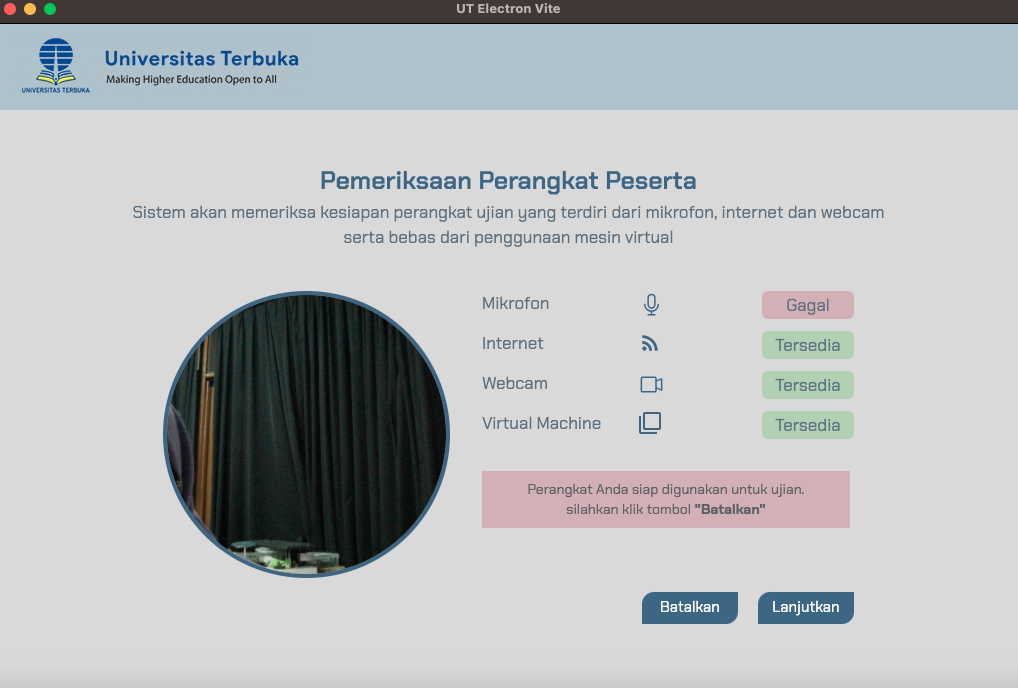 UT Electron Vite
Universitas Terbuka
Making Higher Education Open to All
UNIVERSITAS TERBUKA
Pemeriksaan Perangkat Peserta
Sistem akan memeriksa kesiapan perangkat ujian yang terdiri dari mikrofon, internet dan webcam
serta bebas dari penggunaan mesin virtual
Mikrofon Gagal
Internet Tersedia
Webcam Tersedia
Virtual Machine Tersedia
Perangkat Anda siap digunakan untuk ujian.
silahkan klik tombol "Batalkan"
Batalkan Lanjutkan